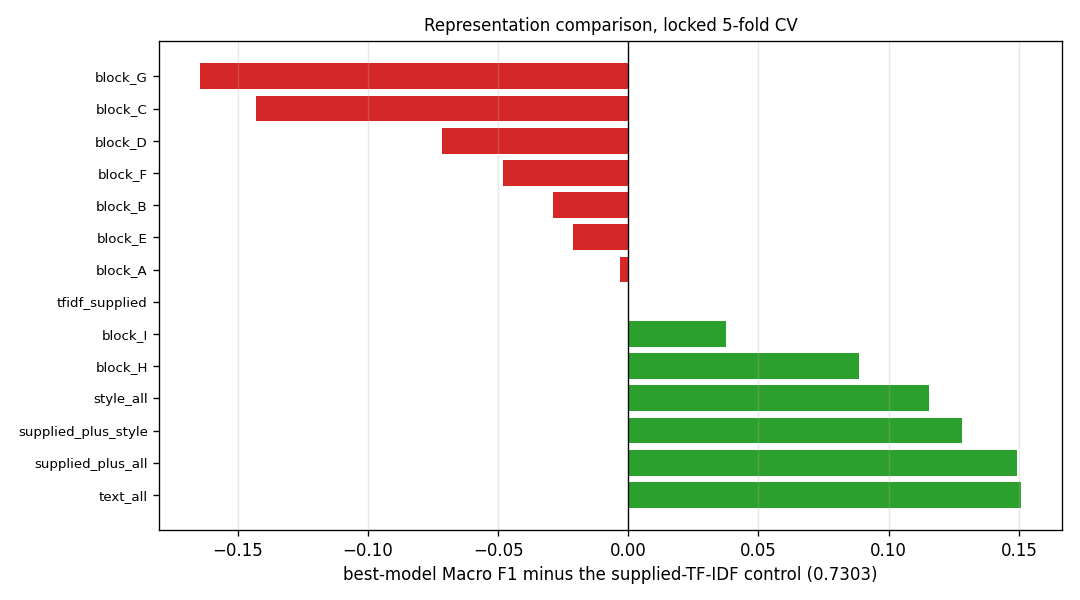 Representation comparison, locked 5-fold CV
block_G
block_C
block_D
block_F
block_B
block_E
block_A
tfidf_supplied
block_I
block_H
style_all
supplied_plus_style
supplied_plus_all
text_all
−0.15 −0.10 −0.05 0.00 0.05 0.10 0.15
best-model Macro F1 minus the supplied-TF-IDF control (0.7303)